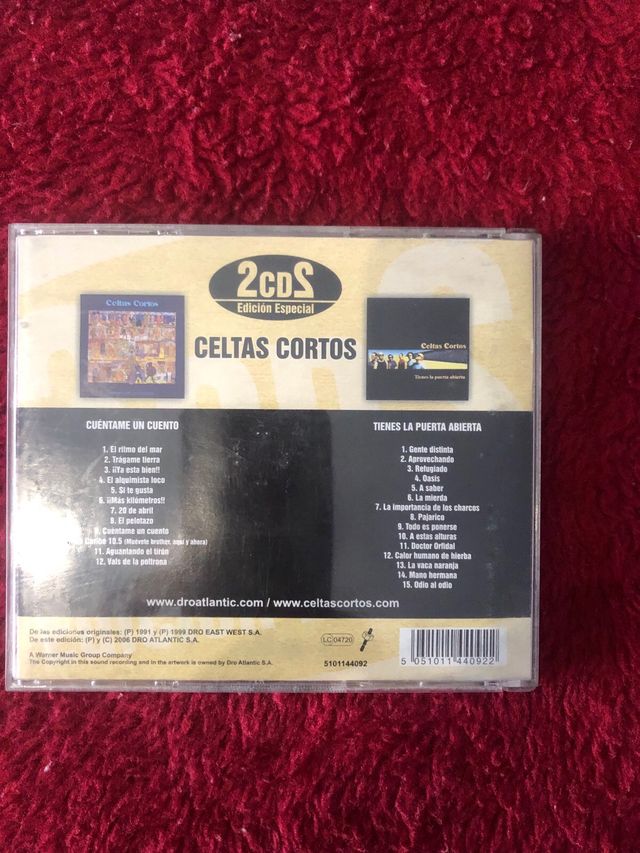 2CD2
Edición Especial
Celtas Cortos
Celtas Cortos
Tienes la puerta abierta
CELTAS CORTOS
CUÉNTAME UN CUENTO
1. El ritmo del mar
2. Trágame tierra
3. ¡¡Ya esta bien!!
4. El alquimista loco
5. Si te gusta
6. ¡¡Más kilómetros!!
7. 20 de abril
8. El pelotazo
9. Cuéntame un cuento
Caribe 10.5 (Muévete brother, aquí y ahora)
11. Aguantando el tirón
12. Vals de la poltrona
TIENES LA PUERTA ABIERTA
1. Gente distinta
2. Aprovechando
3. Refugiado
4. Oasis
5. A saber
6. La mierda
7. La importancia de los charcos
8. Pajarico
9. Todo es ponerse
10. A estas alturas
11. Doctor Orfidal
12. Calor humano de hierba
13. La vaca naranja
14. Mano hermana
15. Odio al odio
www.droatlantic.com / www.celtascortos.com
De las ediciones originales: (P) 1991 y (P) 1999 DRO EAST WEST S.A.
De este edición: (P) y (C) 2006 DRO ATLANTIC S.A.
A Warner Music Group Company
The Copyright in this sound recording and in the artwork is owned by Dro Atlantic S.A.
LC 04720
5101144092
5 051011 440922